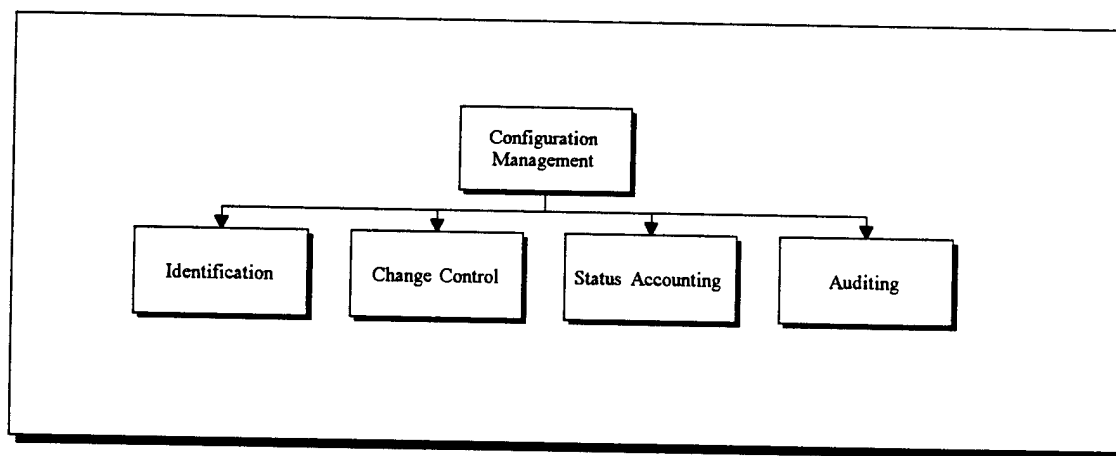 Configuration
Management
Identification
Change Control
Status Accounting
Auditing